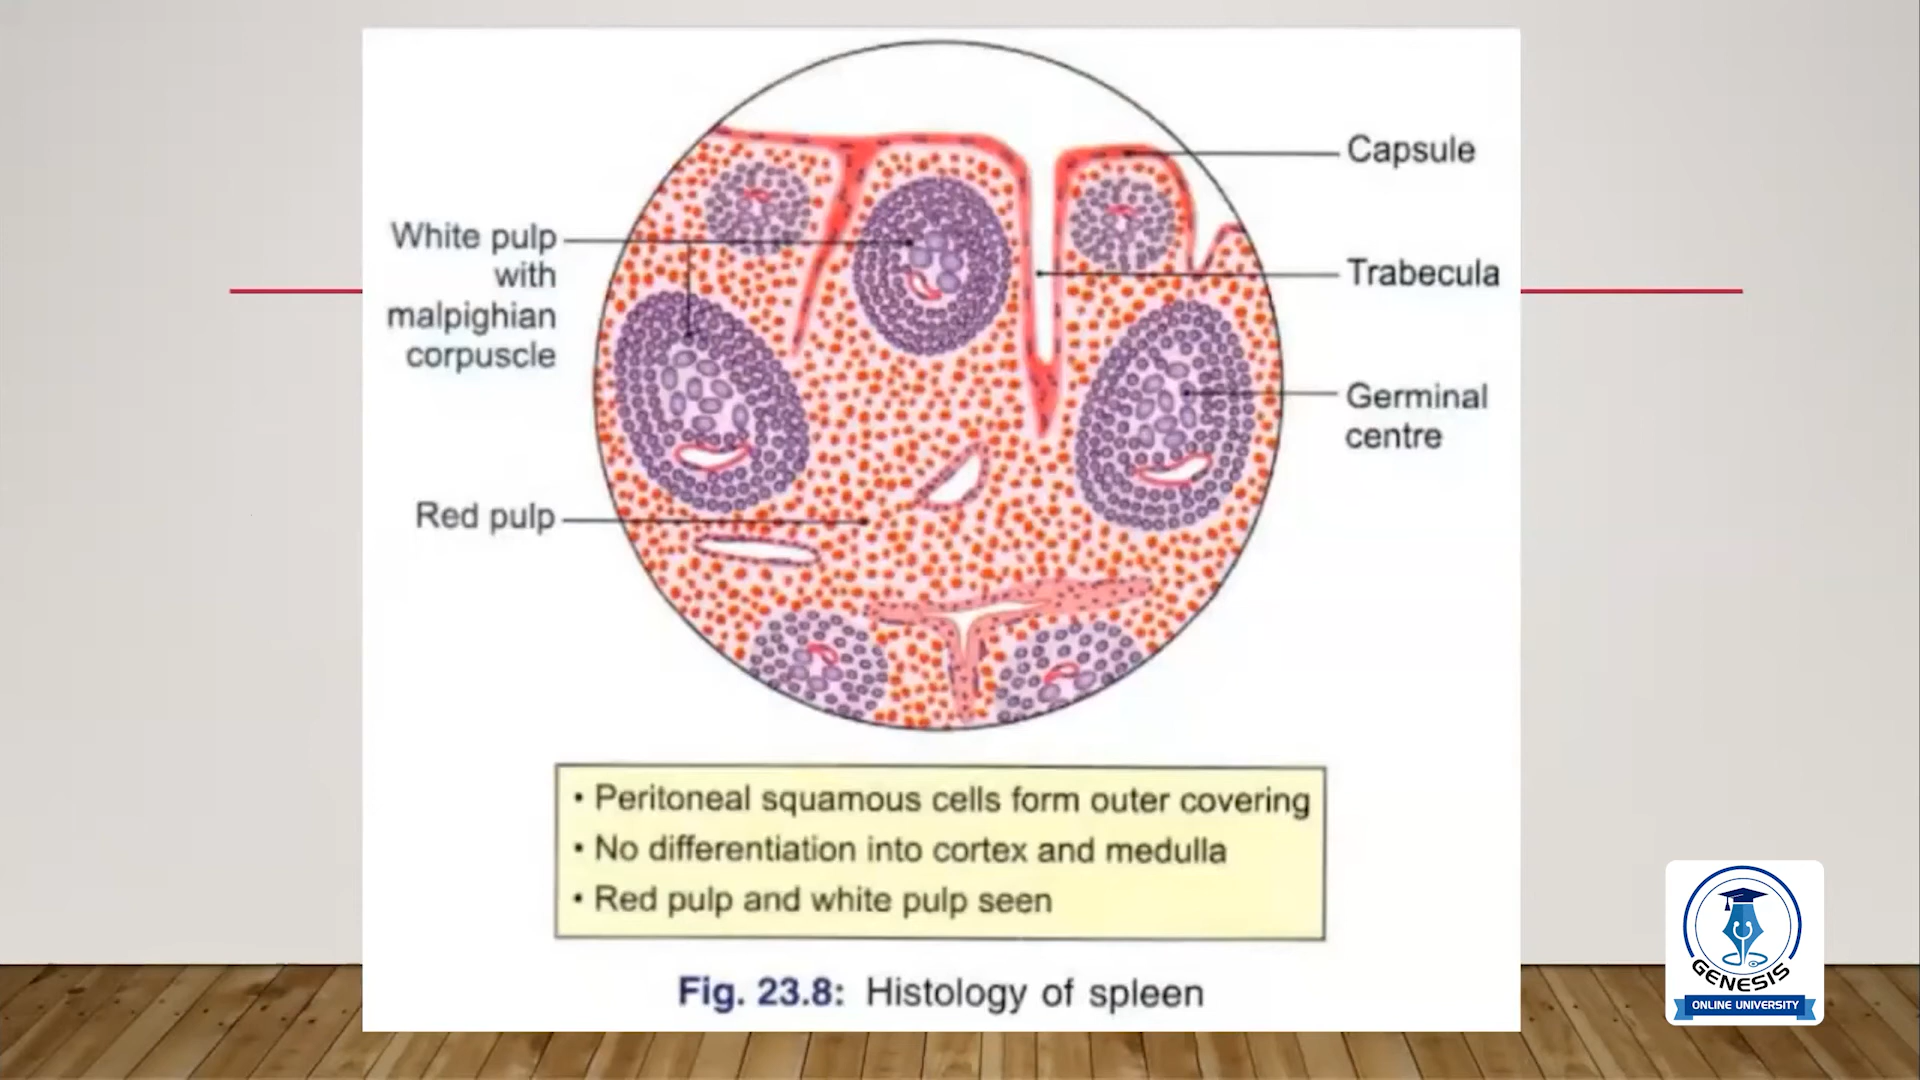 Capsule
White pulp
with
malpighian
corpuscle
Trabecula
Germinal
centre
Red pulp
• Peritoneal squamous cells form outer covering
• No differentiation into cortex and medulla
• Red pulp and white pulp seen
Fig. 23.8: Histology of spleen
GENESIS
ONLINE UNIVERSITY